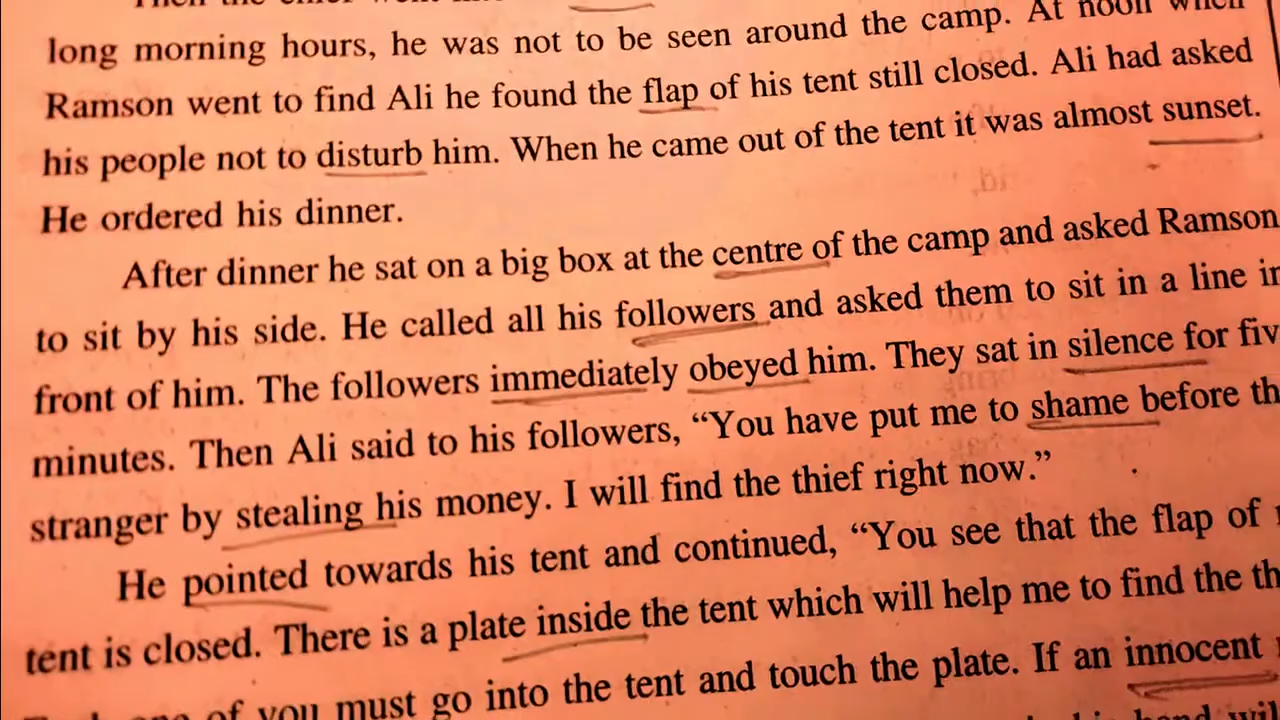 Then the chief went into
long morning hours, he was not to be seen around the camp. At noon when
Ramson went to find Ali he found the flap of his tent still closed. Ali had asked
his people not to disturb him. When he came out of the tent it was almost sunset.
He ordered his dinner.
After dinner he sat on a big box at the centre of the camp and asked Ramson
to sit by his side. He called all his followers and asked them to sit in a line in
front of him. The followers immediately obeyed him. They sat in silence for fiv
minutes. Then Ali said to his followers, “You have put me to shame before th
stranger by stealing his money. I will find the thief right now.”
He pointed towards his tent and continued, “You see that the flap of
tent is closed. There is a plate inside the tent which will help me to find the th
one of you must go into the tent and touch the plate. If an innocent
hand wil